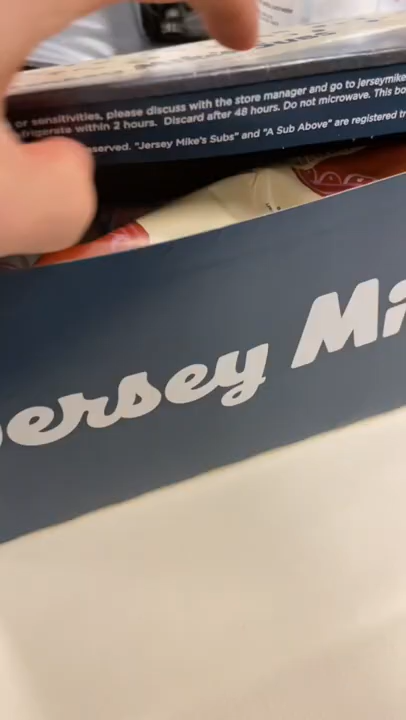 or sensitivities, please discuss with the store manager and go to jerseymike
frigerate within 2 hours. Discard after 48 hours. Do not microwave. This bo
served. "Jersey Mike's Subs" and "A Sub Above" are registered tr
Jersey Mi